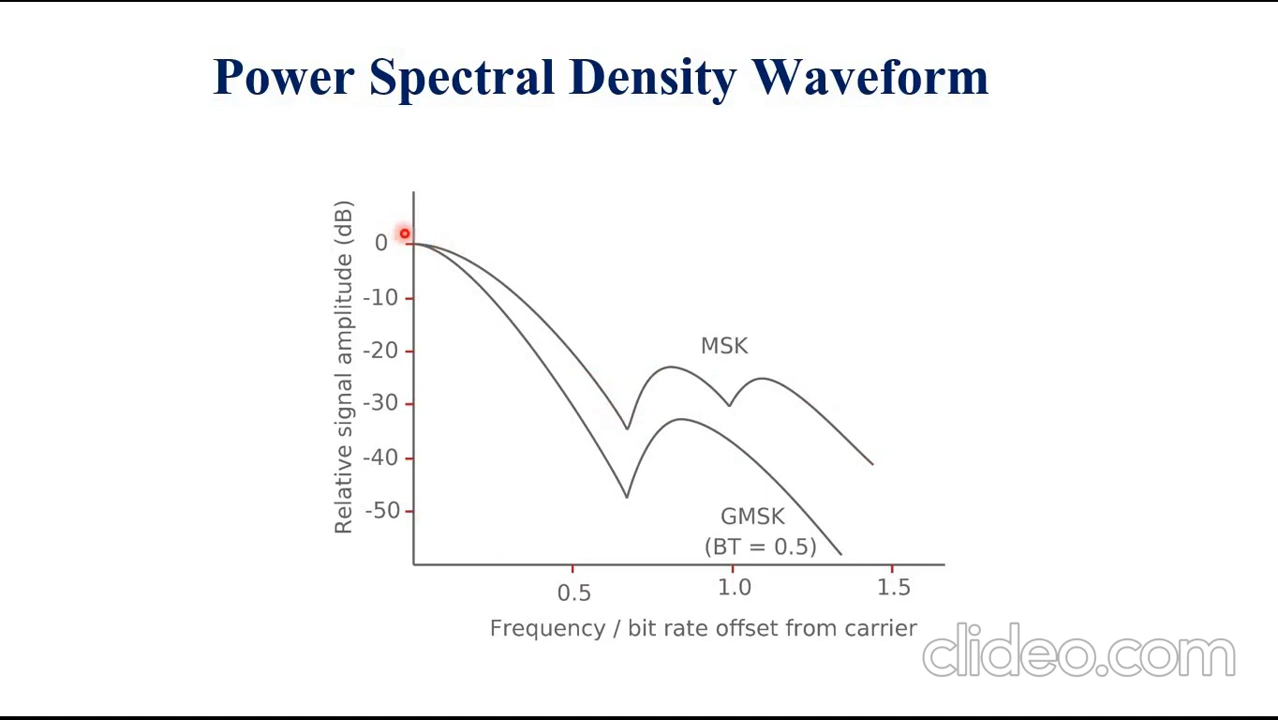 Power Spectral Density Waveform
Relative signal amplitude (dB)
0
-10
-20
-30
-40
-50
MSK
GMSK
(BT = 0.5)
0.5
1.0
1.5
Frequency / bit rate offset from carrier
clideo.com